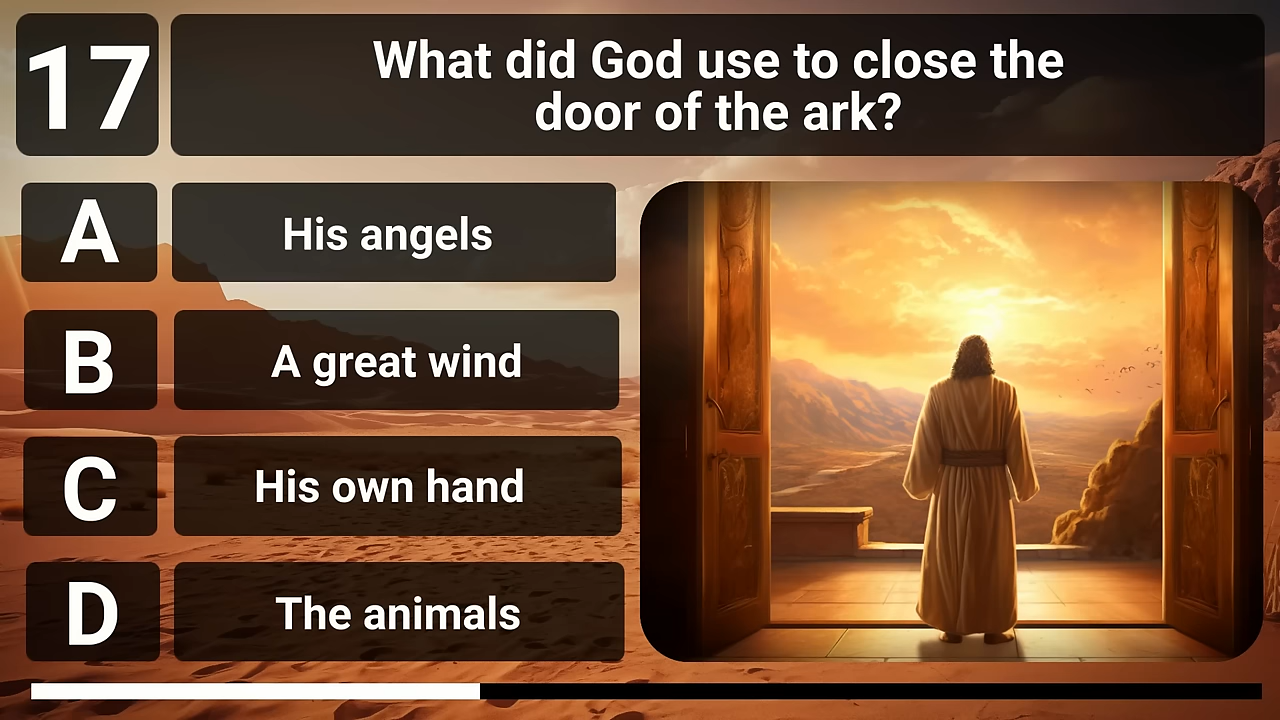 17
What did God use to close the
door of the ark?
A
His angels
B
A great wind
C
His own hand
D
The animals